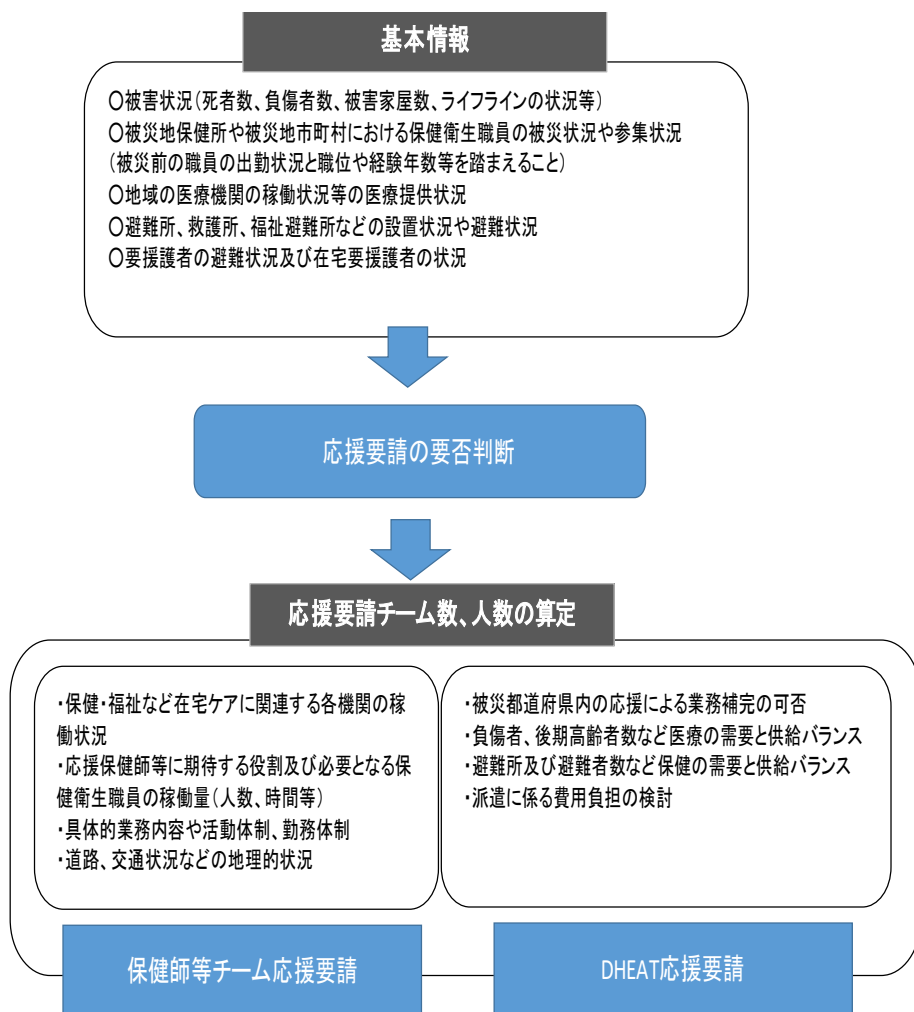 基本情報
○被害状況(死者数、負傷者数、被害家屋数、ライフラインの状況等)
○被災地保健所や被災地市町村における保健衛生職員の被災状況や参集状況
(被災前の職員の出勤状況と職位や経験年数等を踏まえること)
○地域の医療機関の稼働状況等の医療提供状況
○避難所、救護所、福祉避難所などの設置状況や避難状況
○要援護者の避難状況及び在宅要援護者の状況
応援要請の要否判断
応援要請チーム数、人数の算定
・保健・福祉など在宅ケアに関連する各機関の稼
働状況
・応援保健師等に期待する役割及び必要となる保
健衛生職員の稼働量(人数、時間等)
・具体的業務内容や活動体制、勤務体制
・道路、交通状況などの地理的状況
・被災都道府県内の応援による業務補完の可否
・負傷者、後期高齢者数など医療の需要と供給バランス
・避難所及び避難者数など保健の需要と供給バランス
・派遣に係る費用負担の検討
保健師等チーム応援要請
DHEAT応援要請